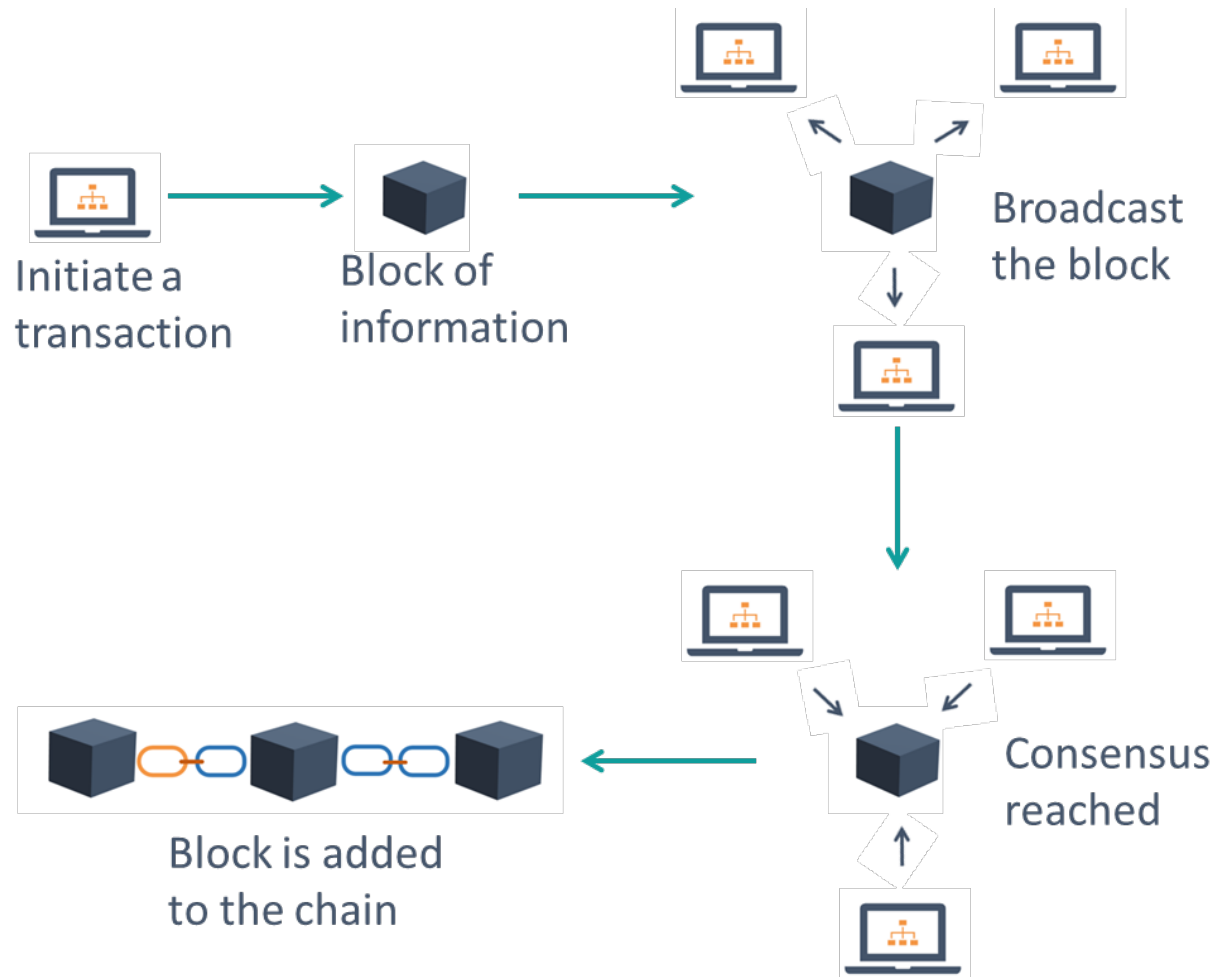 Initiate a
transaction
Block of
information
Broadcast
the block
Consensus
reached
Block is added
to the chain